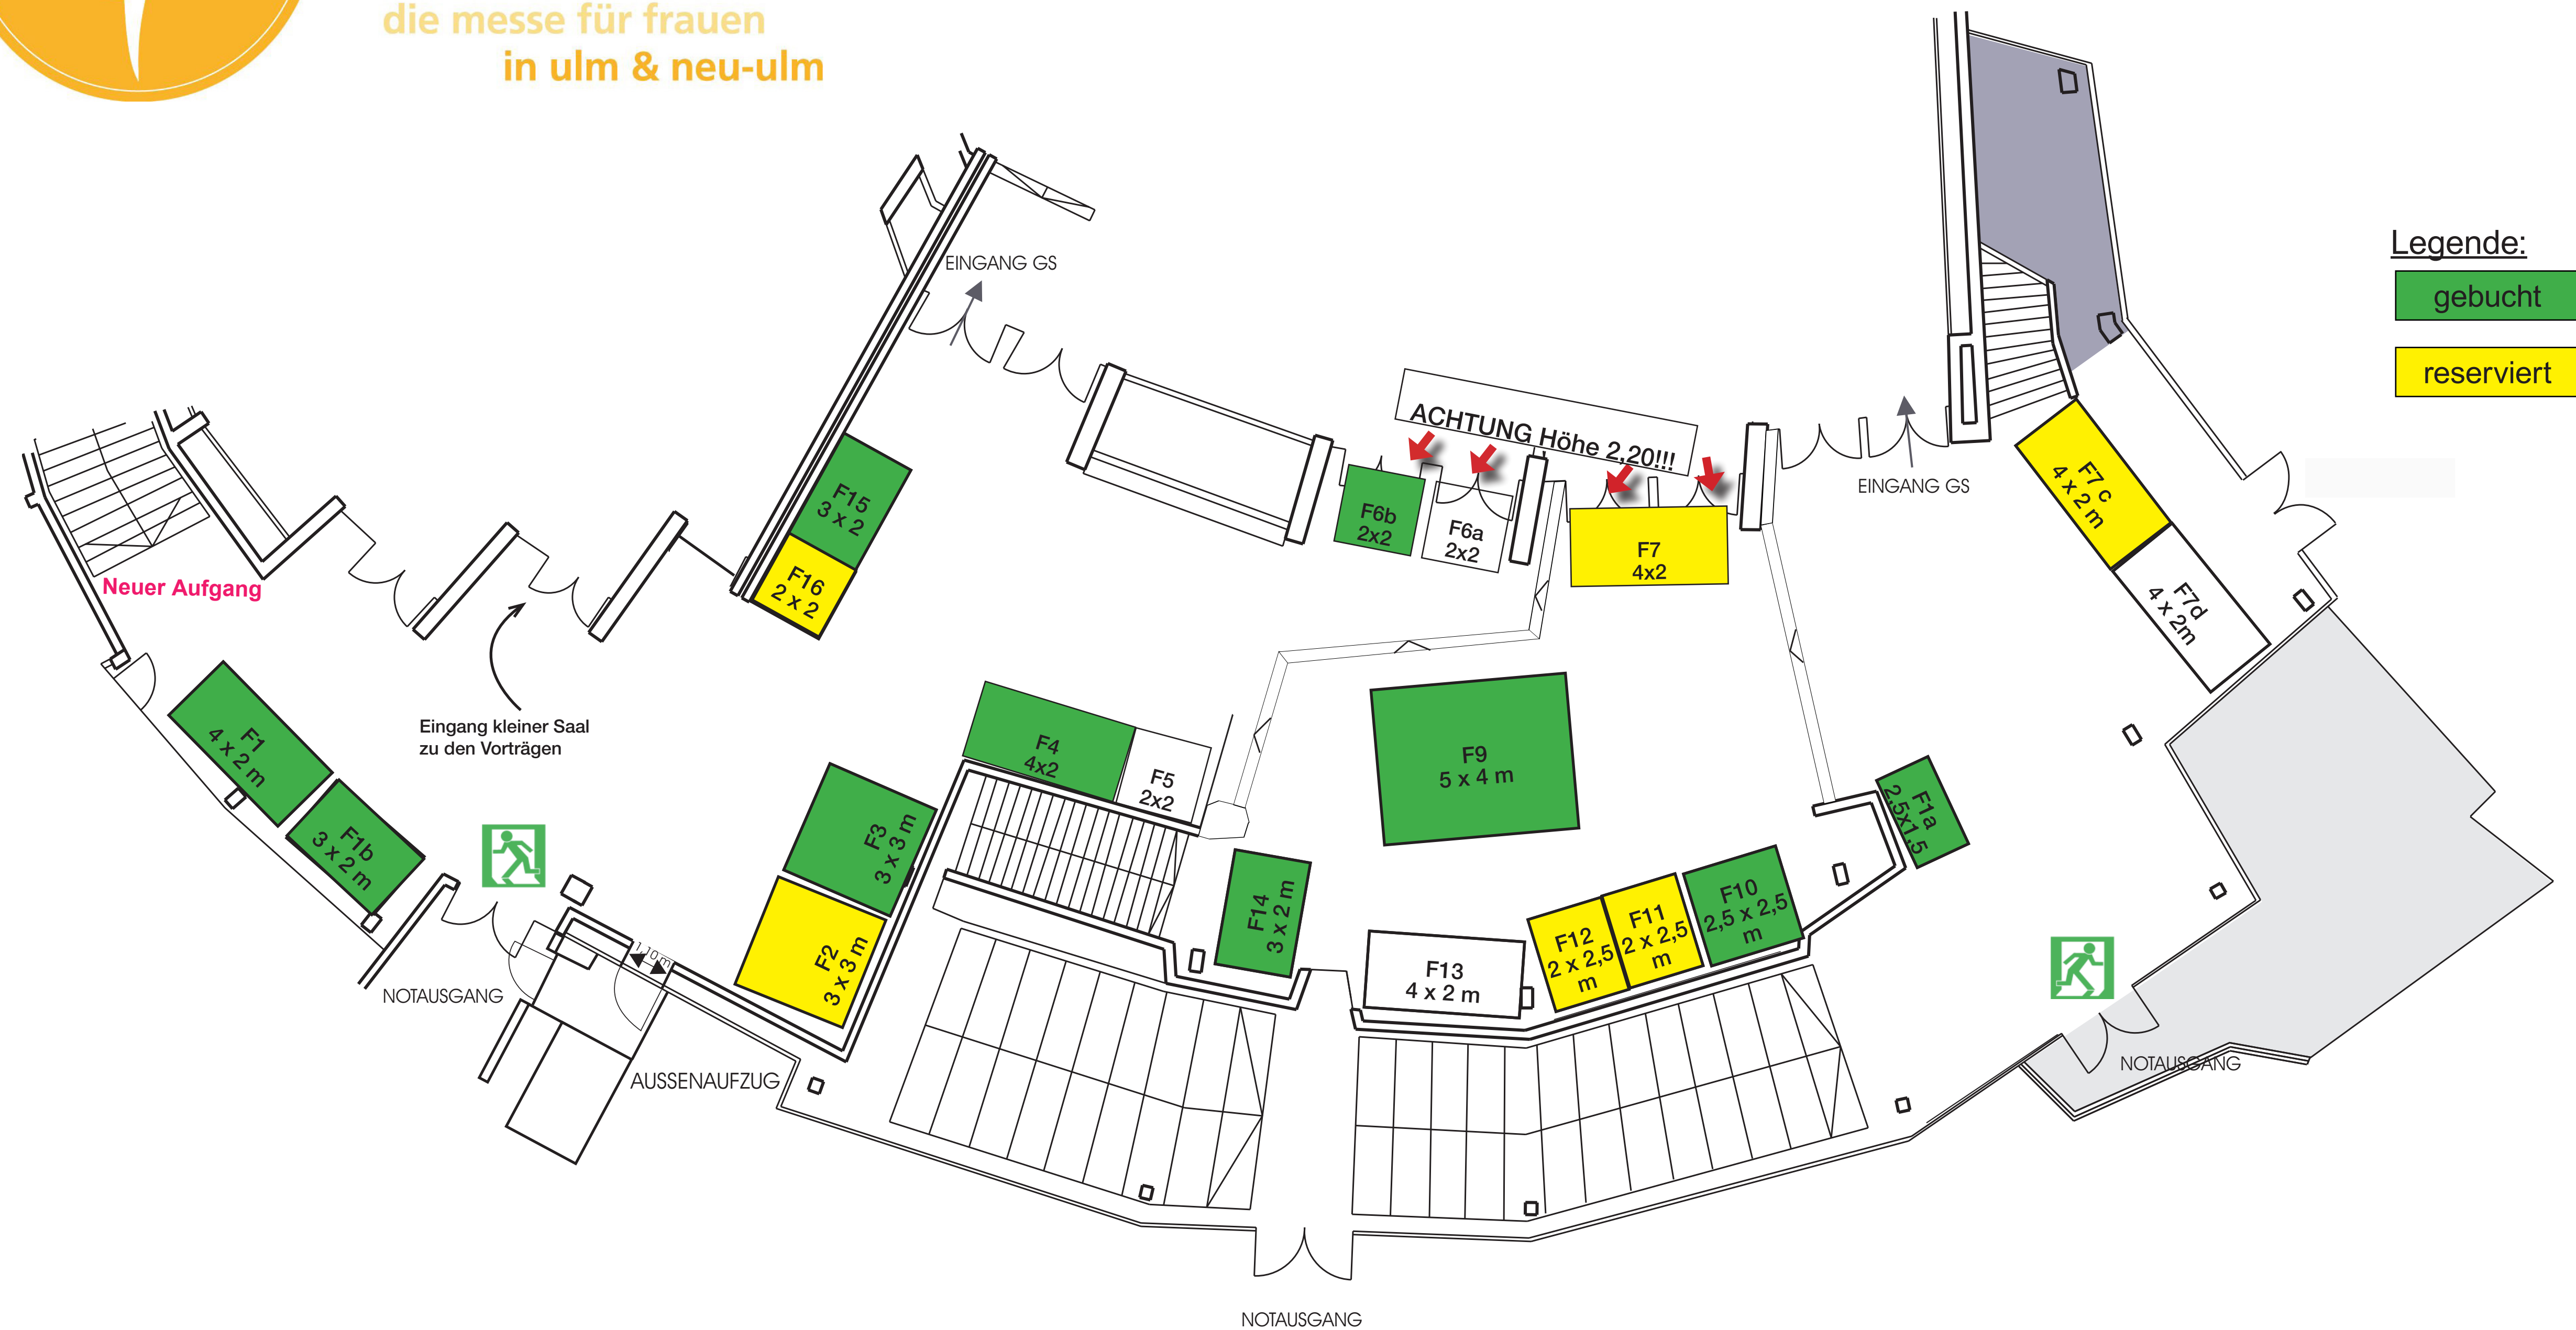 die messe für frauen
in ulm & neu-ulm
Legende:
gebucht
reserviert
EINGANG GS
ACHTUNG Höhe 2,20!!!
EINGANG GS
F15
3 x 2
F16
2 x 2
F6b
2x2
F6a
2x2
F7
4x2
F7 c
4 x 2 m
F7d
4 x 2m
Neuer Aufgang
Eingang kleiner Saal
zu den Vorträgen
F1
4 x 2 m
F1b
3 x 2 m
F4
4x2
F5
2x2
F3
3 x 3 m
F2
3 x 3 m
F9
5 x 4 m
F14
3 x 2 m
F13
4 x 2 m
F12
2 x 2,5
m
F11
2 x 2,5
m
F10
2,5 x 2,5
m
F1a
2,5x1,5
1,10 m
NOTAUSGANG
AUSSENAUFZUG
NOTAUSGANG
NOTAUSGANG